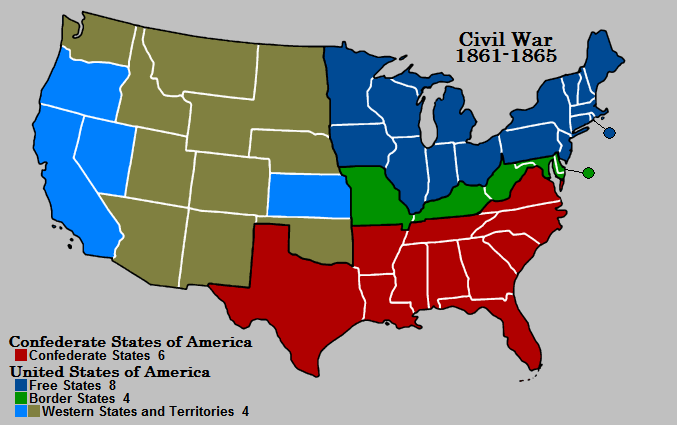 Civil War
1861-1865
Confederate States of America
Confederate States 6
United States of America
Free States 8
Border States 4
Western States and Territories 4